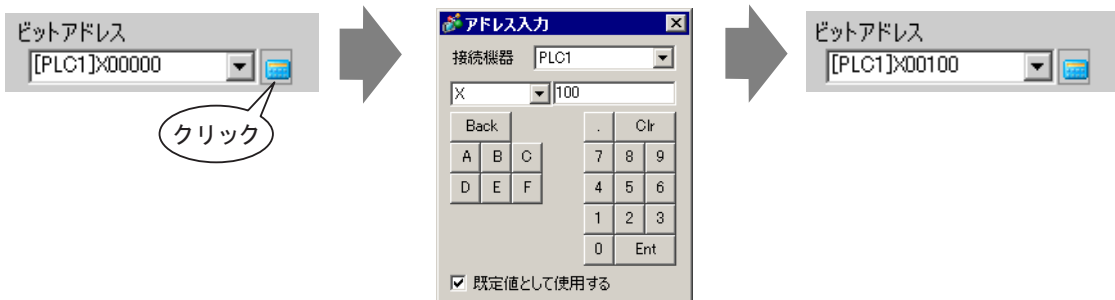 ビットアドレス
[PLC1]X00000
クリック
アドレス入力
接続機器 PLC1
X 100
Back . Clr
A B C 7 8 9
D E F 4 5 6
1 2 3
0 Ent
既定値として使用する
ビットアドレス
[PLC1]X00100